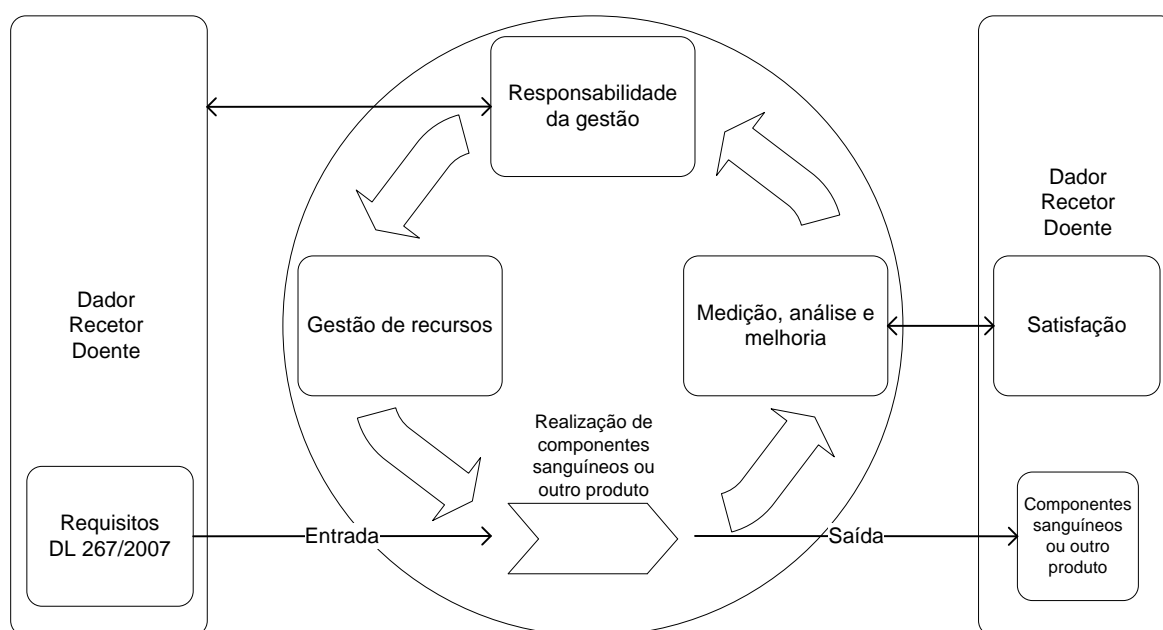 Responsabilidade
da gestão
Dador
Recetor
Doente
Dador
Recetor
Doente
Gestão de recursos
Medição, análise e
melhoria
Satisfação
Realização de
componentes
sanguíneos ou
outro produto
Requisitos
DL 267/2007
Entrada
Saída
Componentes
sanguíneos
ou outro
produto